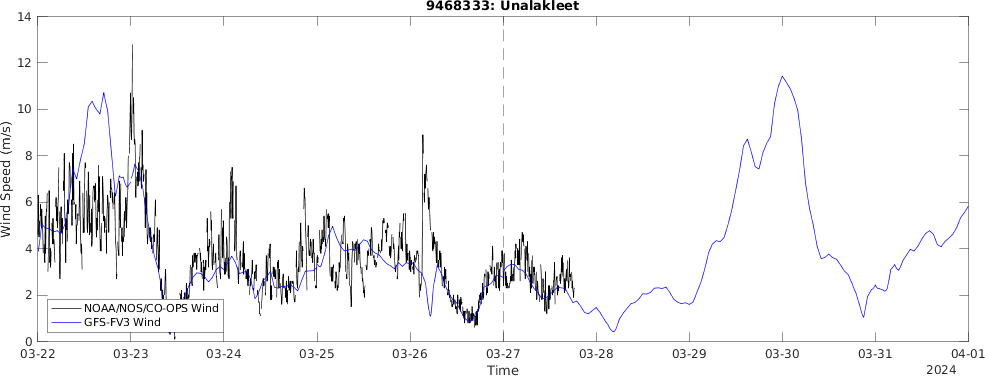 9468333: Unalakleet
14
12
10
8
6
4
2
0
Wind Speed (m/s)
NOAA/NOS/CO-OPS Wind
GFS-FV3 Wind
03-22 03-23 03-24 03-25 03-26 03-27 03-28 03-29 03-30 03-31 04-01
Time
2024